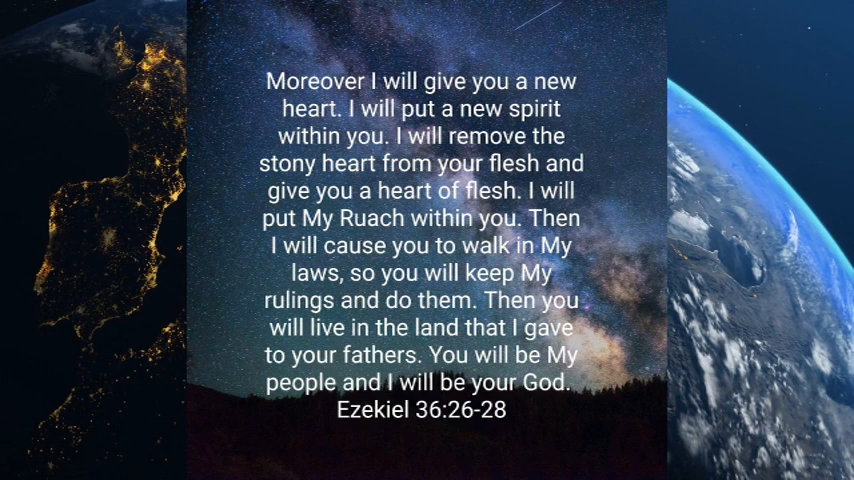 Moreover I will give you a new
heart. I will put a new spirit
within you. I will remove the
stony heart from your flesh and
give you a heart of flesh. I will
put My Ruach within you. Then
I will cause you to walk in My
laws, so you will keep My
rulings and do them. Then you
will live in the land that I gave
to your fathers. You will be My
people and I will be your God.
Ezekiel 36:26-28